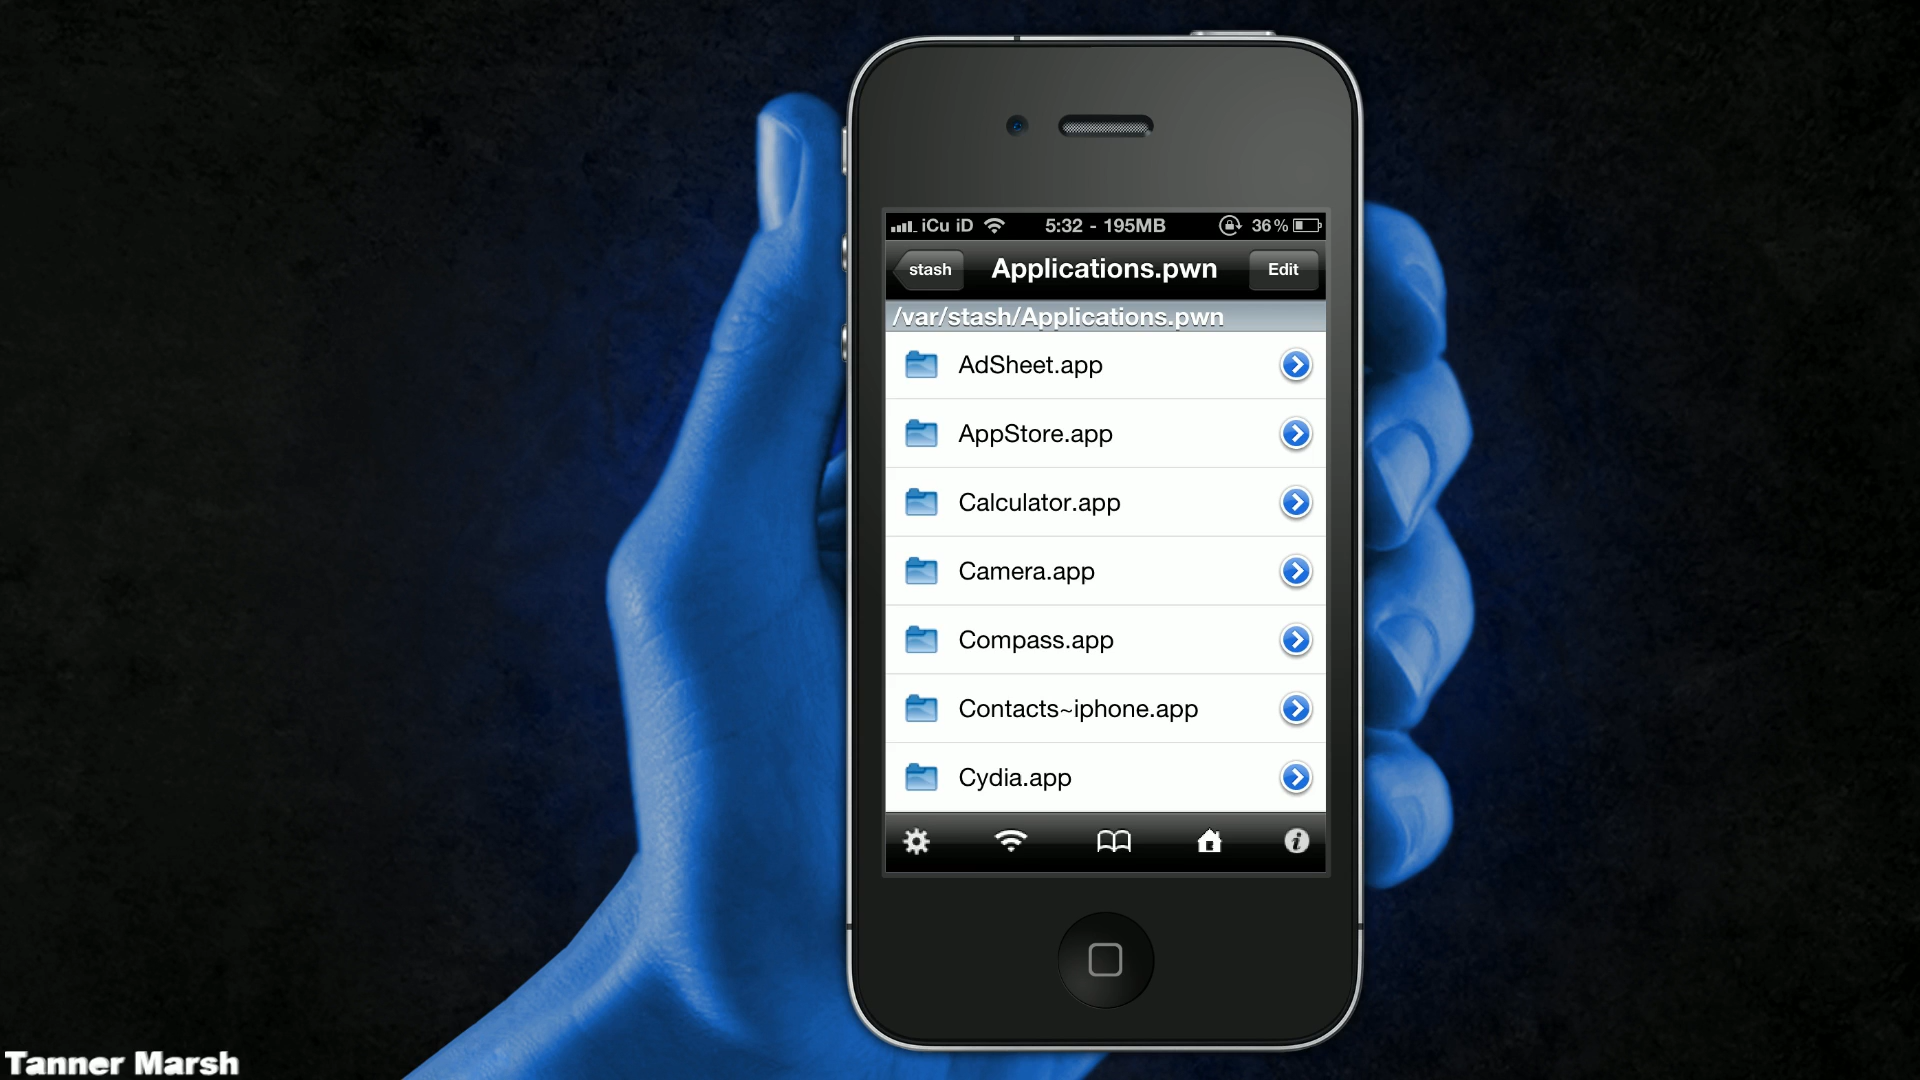 iCu iD 5:32 - 195MB 36%
stash Applications.pwn Edit
/var/stash/Applications.pwn
AdSheet.app
AppStore.app
Calculator.app
Camera.app
Compass.app
Contacts~iphone.app
Cydia.app
Tanner Marsh